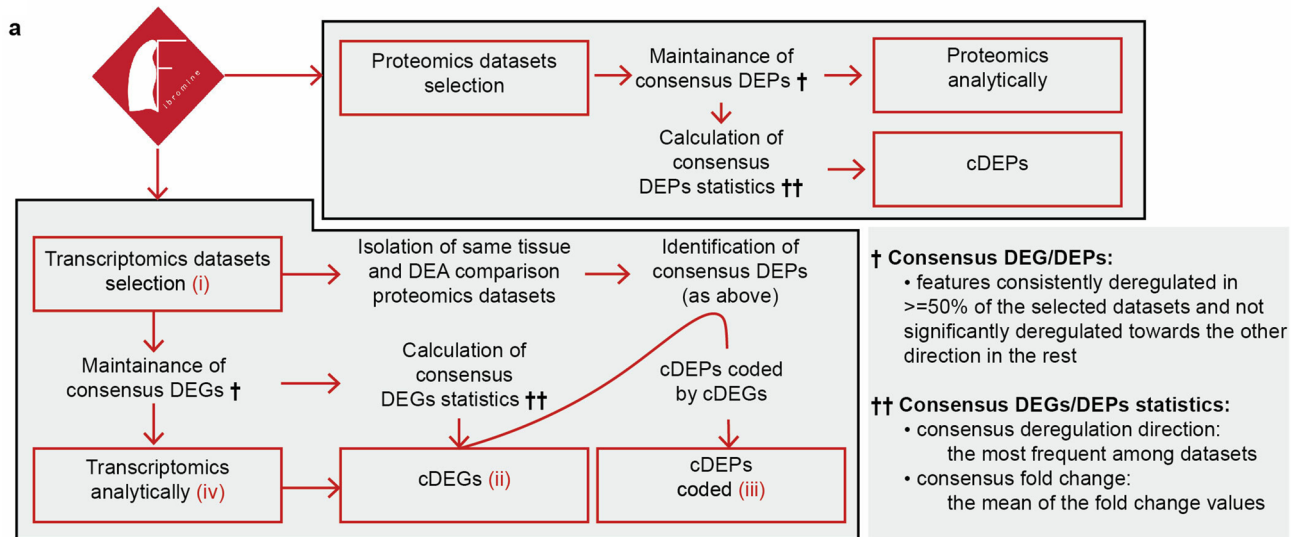 a
F
ibromine
Proteomics datasets
selection
Maintainance of
consensus DEPs †
Proteomics
analytically
Calculation of
consensus
DEPs statistics ††
cDEPs
Transcriptomics datasets
selection (i)
Isolation of same tissue
and DEA comparison
proteomics datasets
Identification of
consensus DEPs
(as above)
Maintainance of
consensus DEGs †
Calculation of
consensus
DEGs statistics ††
cDEPs coded
by cDEGs
Transcriptomics
analytically (iv)
cDEGs (ii)
cDEPs
coded (iii)
† Consensus DEG/DEPs:
• features consistently deregulated in
>=50% of the selected datasets and not
significantly deregulated towards the other
direction in the rest
†† Consensus DEGs/DEPs statistics:
• consensus deregulation direction:
the most frequent among datasets
• consensus fold change:
the mean of the fold change values